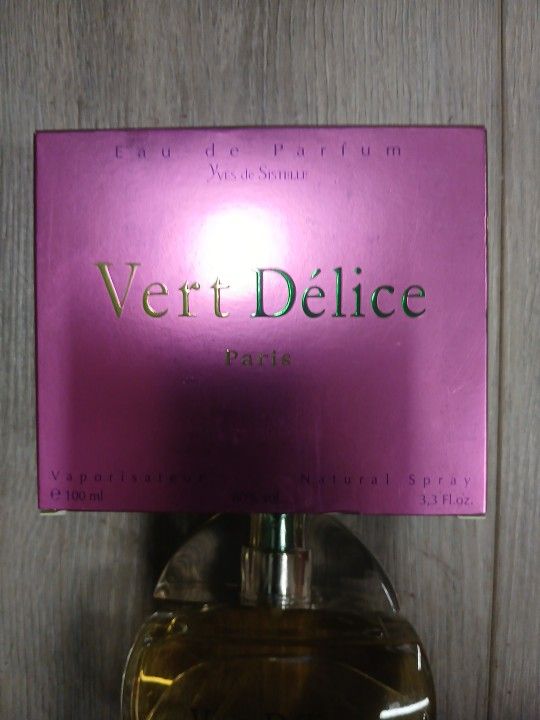 Eau de Parfum
Yves de Sistelle
Vert Délice
Paris
Vaporisateur Natural Spray
℮ 100 ml 80% vol 3,3 Fl.oz.